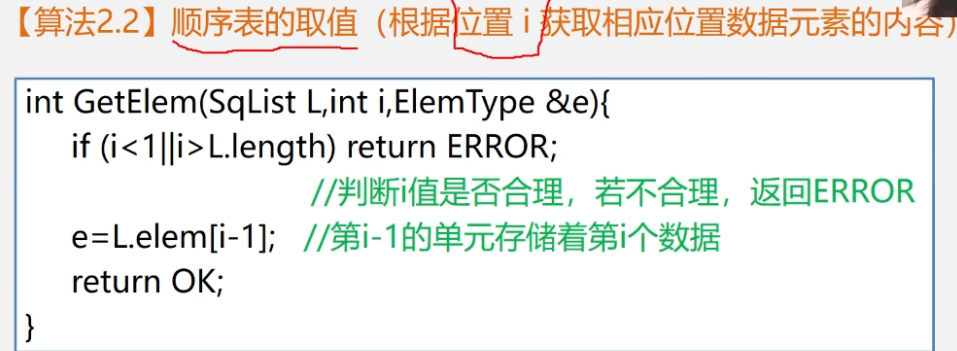 【算法2.2】顺序表的取值（根据位置 i 获取相应位置数据元素的内容）
int GetElem(SqList L,int i,ElemType &e){
if (i<1||i>L.length) return ERROR;
//判断i值是否合理，若不合理，返回ERROR
e=L.elem[i-1]; //第i-1的单元存储着第i个数据
return OK;
}